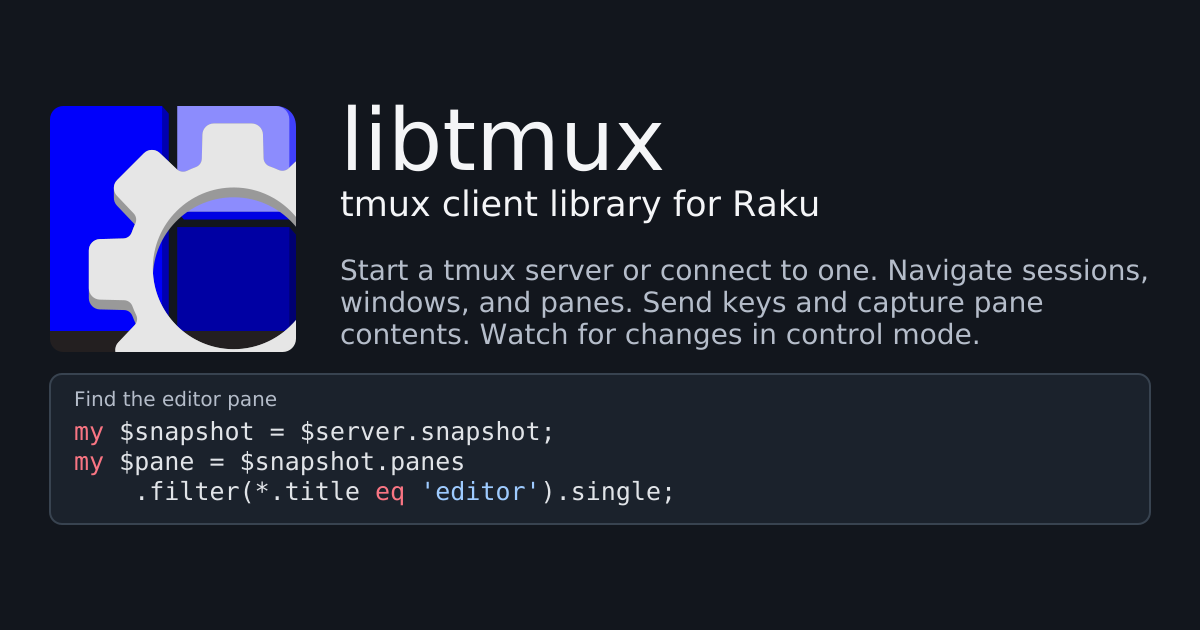 libtmux
tmux client library for Raku
Start a tmux server or connect to one. Navigate sessions,
windows, and panes. Send keys and capture pane
contents. Watch for changes in control mode.
Find the editor pane
my $snapshot = $server.snapshot;
my $pane = $snapshot.panes
    .filter(*.title eq 'editor').single;